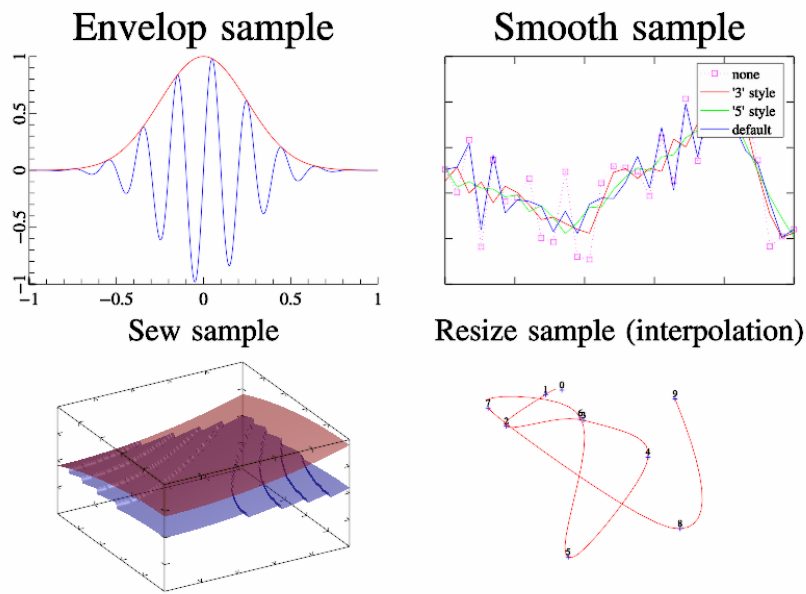 Envelop sample
Smooth sample
1
0.5
0
−0.5
−1
−1
−0.5
0
0.5
1
none
'3' style
'5' style
default
Sew sample
Resize sample (interpolation)
7
1
0
9
2
6
3
4
8
5